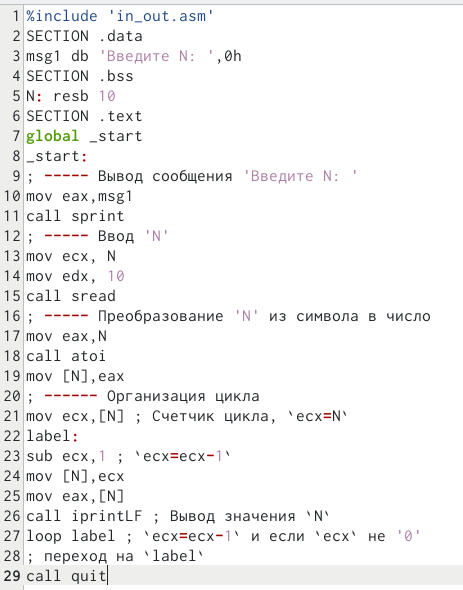 1 %include 'in_out.asm'
2 SECTION .data
3 msg1 db 'Введите N: ',0h
4 SECTION .bss
5 N: resb 10
6 SECTION .text
7 global _start
8 _start:
9 ; ----- Вывод сообщения 'Введите N: '
10 mov eax,msg1
11 call sprint
12 ; ----- Ввод 'N'
13 mov ecx, N
14 mov edx, 10
15 call sread
16 ; ----- Преобразование 'N' из символа в число
17 mov eax,N
18 call atoi
19 mov [N],eax
20 ; ------ Организация цикла
21 mov ecx,[N] ; Счетчик цикла, `ecx=N`
22 label:
23 sub ecx,1 ; `ecx=ecx-1`
24 mov [N],ecx
25 mov eax,[N]
26 call iprintLF ; Вывод значения `N`
27 loop label ; `ecx=ecx-1` и если `ecx` не '0'
28 ; переход на `label`
29 call quit